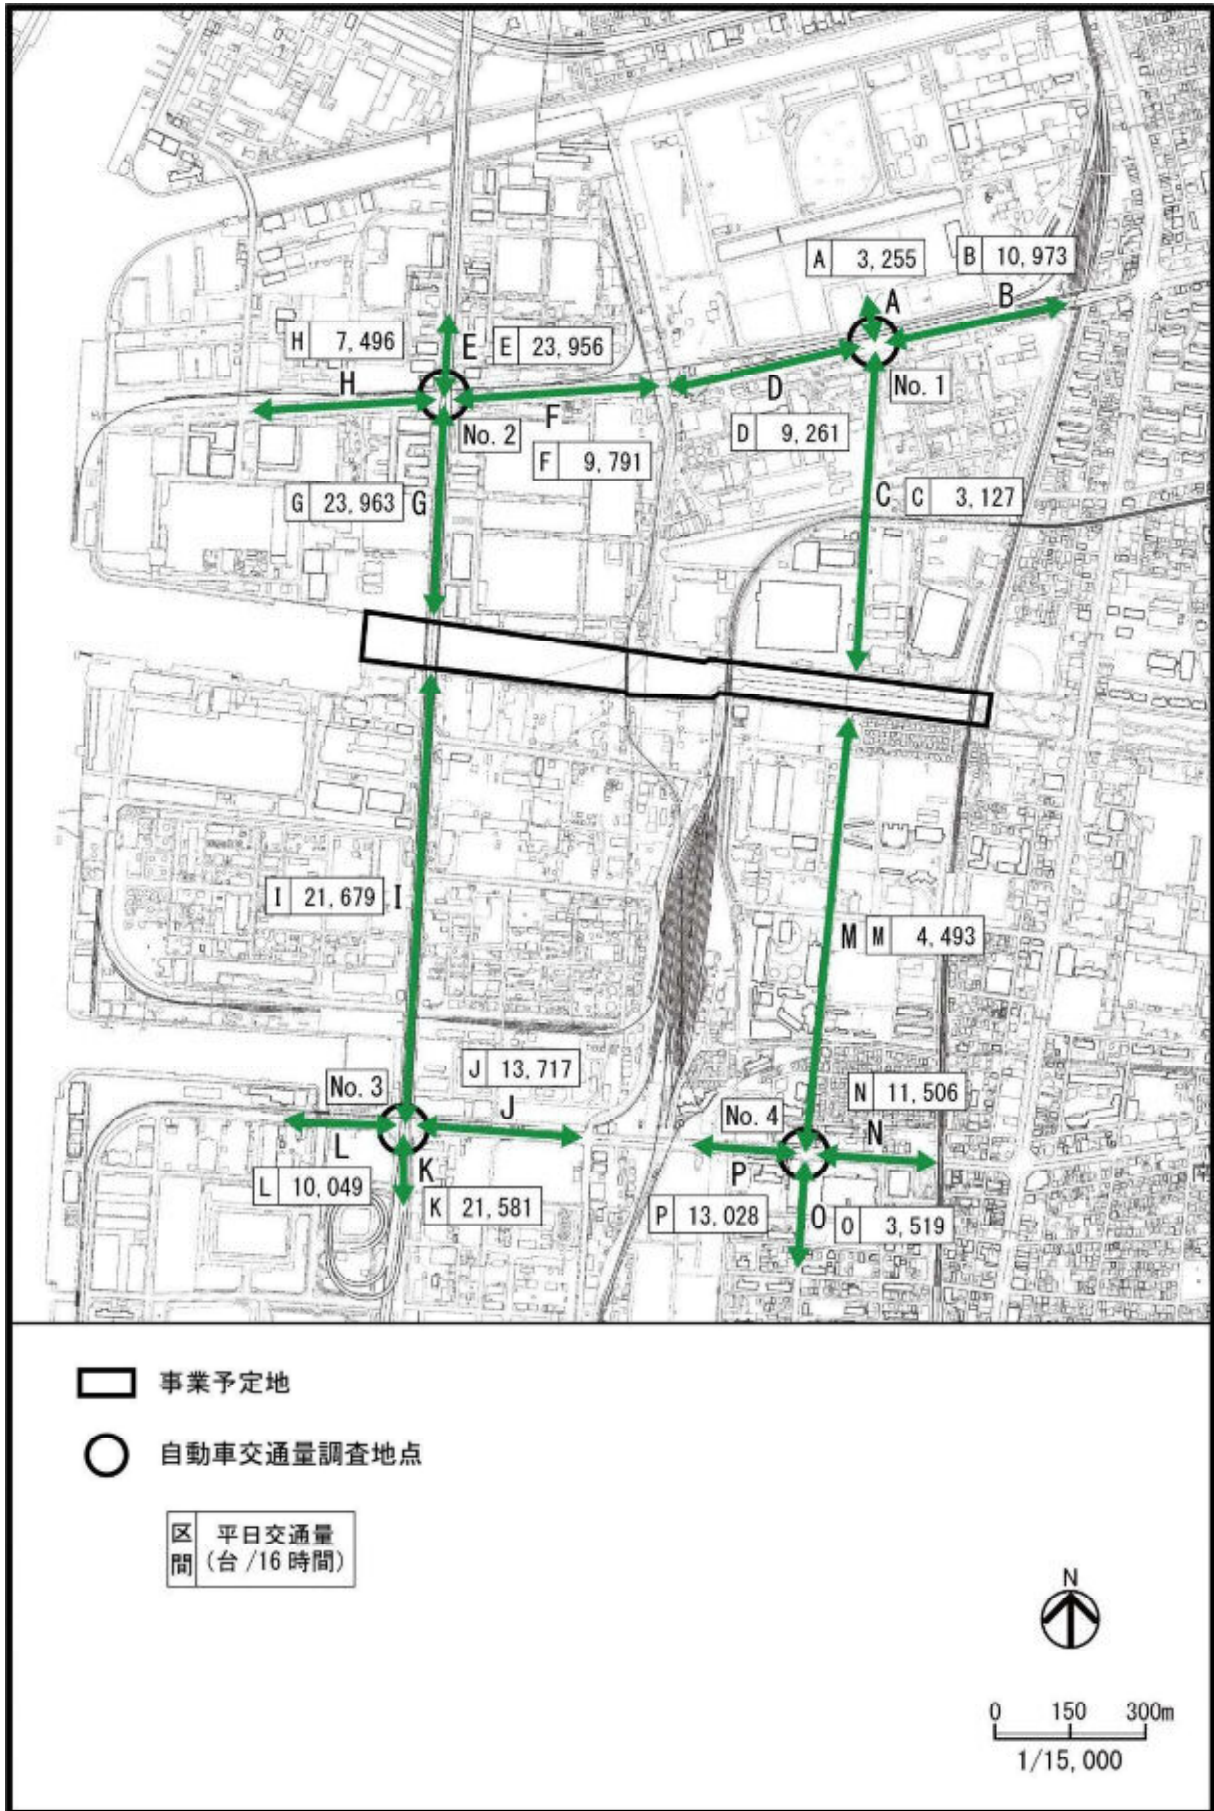 A 3,255
B 10,973
A
B
H 7,496
E
E 23,956
No. 1
H
D
F
No. 2
D 9,261
F 9,791
G 23,963
G
C
C 3,127
I 21,679
I
M
M 4,493
J 13,717
No. 3
J
N 11,506
No. 4
N
L
K
P
L 10,049
K 21,581
P 13,028
O
O 3,519
事業予定地
自動車交通量調査地点
区間 平日交通量
(台/16時間)
N
0 150 300m
1/15,000